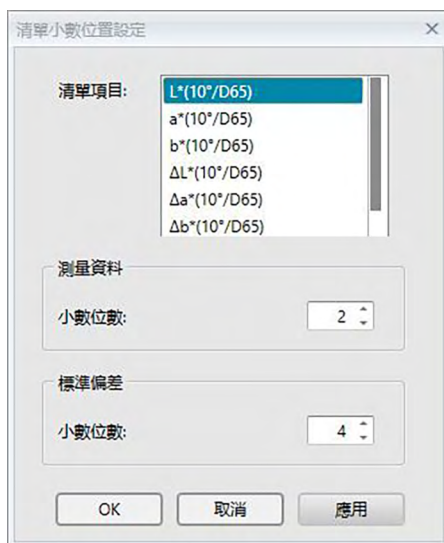 清單小數位置設定
清單項目:
L*(10°/D65)
a*(10°/D65)
b*(10°/D65)
ΔL*(10°/D65)
Δa*(10°/D65)
Δb*(10°/D65)
測量資料
小數位數: 2
標準偏差
小數位數: 4
OK 取消 應用